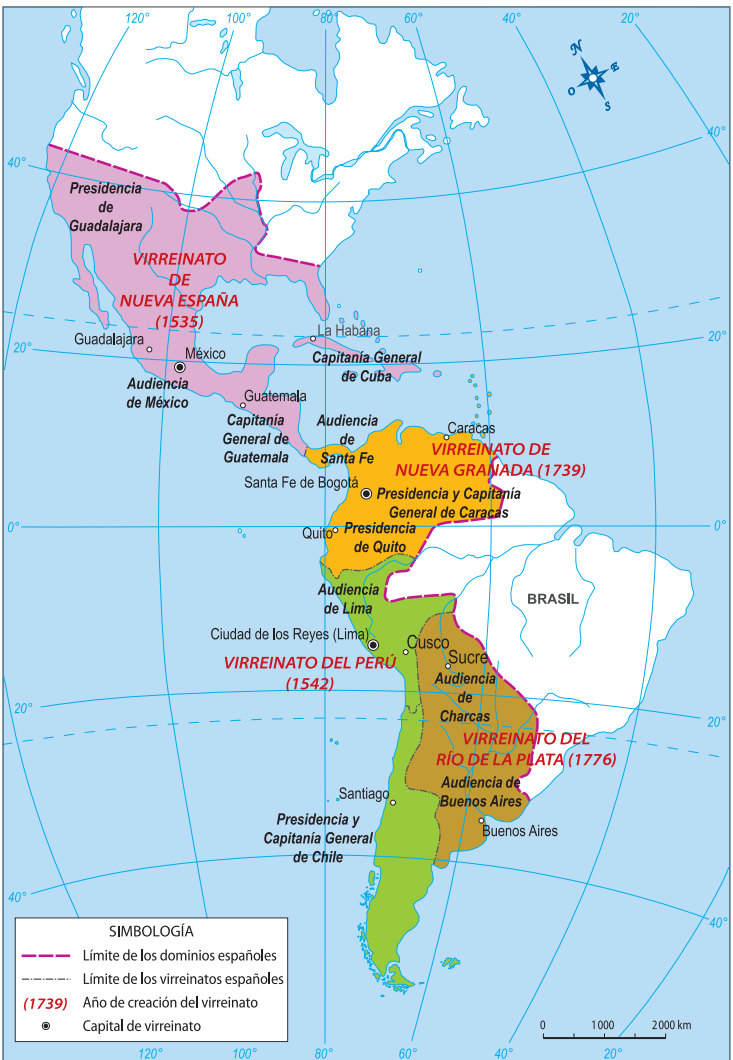 120°
100°
80°
60°
40°
20°
N
E
O
S
40°
40°
Presidencia
de
Guadalajara
VIRREINATO
DE
NUEVA ESPAÑA
(1535)
La Habana
Guadalajara
20°
20°
México
Capitanía General
de Cuba
Audiencia
de México
Guatemala
Capitanía
General de
Guatemala
Audiencia
de
Santa Fe
Caracas
VIRREINATO DE
NUEVA GRANADA (1739)
Santa Fe de Bogotá
Presidencia y Capitanía
General de Caracas
0°
0°
Quito
Presidencia
de Quito
Audiencia
de Lima
BRASIL
Ciudad de los Reyes (Lima)
Cusco
Sucre
VIRREINATO DEL PERÚ
(1542)
Audiencia
de
Charcas
20°
20°
VIRREINATO DEL
RÍO DE LA PLATA (1776)
Audiencia de
Buenos Aires
Santiago
Buenos Aires
Presidencia y
Capitanía General
de Chile
40°
40°
SIMBOLOGÍA
Límite de los dominios españoles
Límite de los virreinatos españoles
(1739) Año de creación del virreinato
Capital de virreinato
0 1000 2000 km
120°
100°
80°
60°
40°
20°